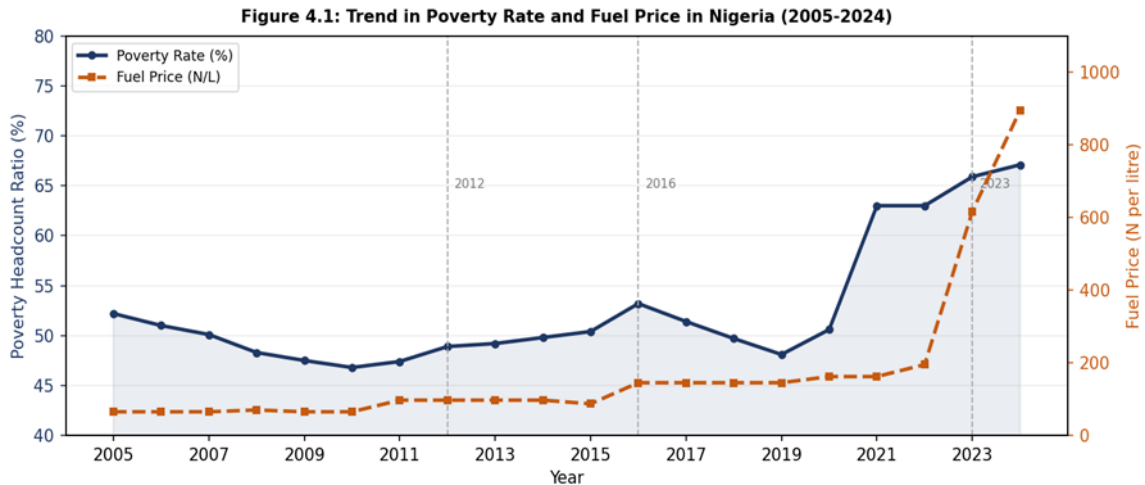 Figure 4.1: Trend in Poverty Rate and Fuel Price in Nigeria (2005-2024)
Poverty Rate (%)
Fuel Price (N/L)
Poverty Headcount Ratio (%)
80
75
70
65
60
55
50
45
40
2012
2016
2023
1000
800
600
400
200
0
Fuel Price (N per litre)
2005 2007 2009 2011 2013 2015 2017 2019 2021 2023
Year